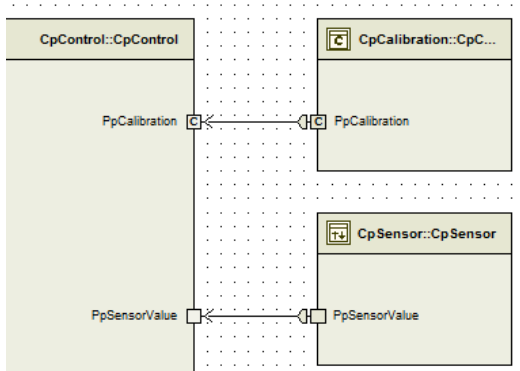 CpControl::CpControl
C CpCalibration::CpC...
PpCalibration C
C PpCalibration
CpSensor::CpSensor
PpSensorValue
PpSensorValue